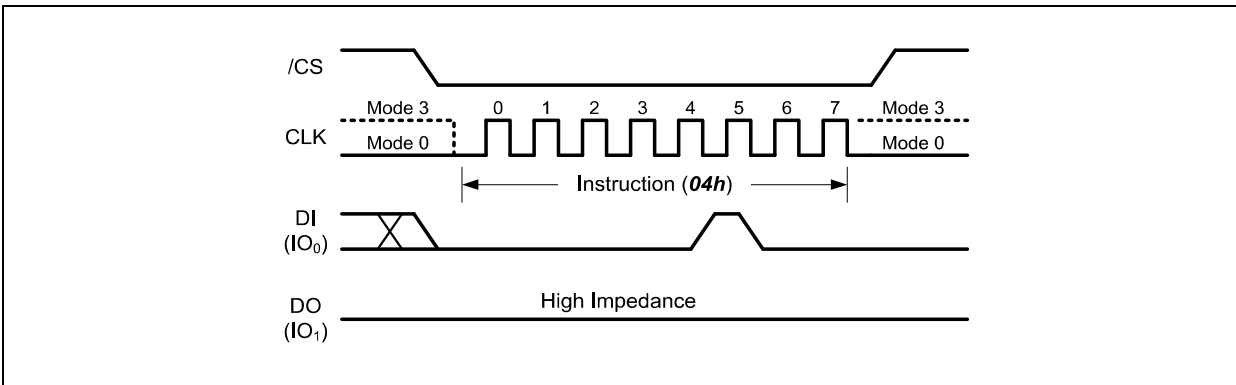 /CS
Mode 3 0 1 2 3 4 5 6 7 Mode 3
CLK
Mode 0 Mode 0
Instruction (04h)
DI
(IO₀)
High Impedance
DO
(IO₁)